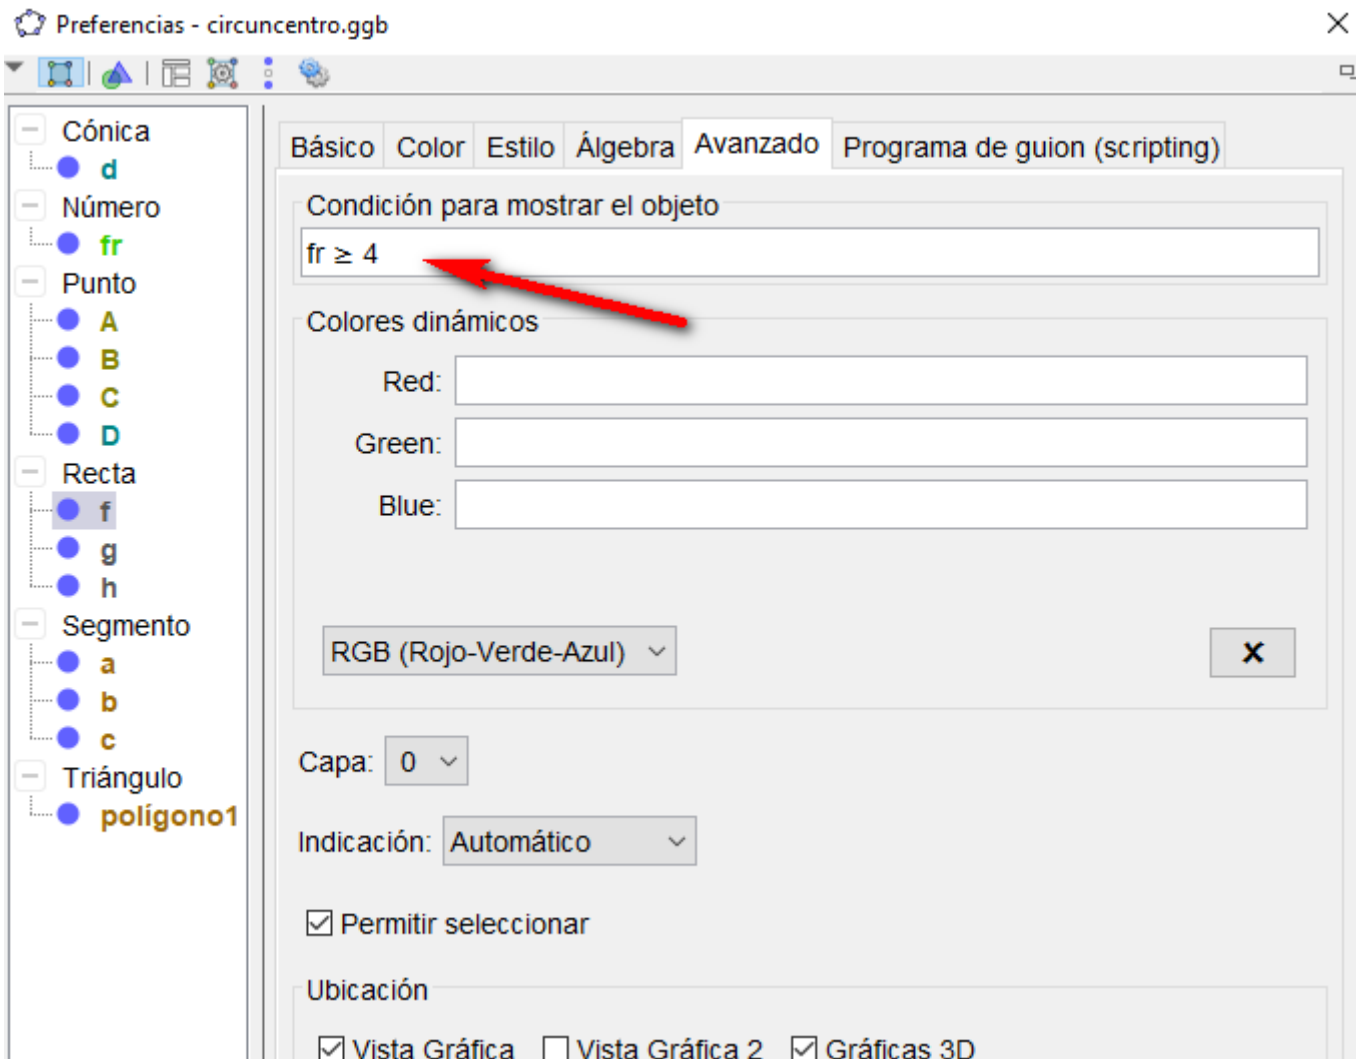 Preferencias - circuncentro.ggb
Cónica
d
Número
fr
Punto
A
B
C
D
Recta
f
g
h
Segmento
a
b
c
Triángulo
polígono1
Básico Color Estilo Álgebra Avanzado Programa de guion (scripting)
Condición para mostrar el objeto
fr ≥ 4
Colores dinámicos
Red:
Green:
Blue:
RGB (Rojo-Verde-Azul)
Capa: 0
Indicación: Automático
Permitir seleccionar
Ubicación
Vista Gráfica Vista Gráfica 2 Gráficas 3D